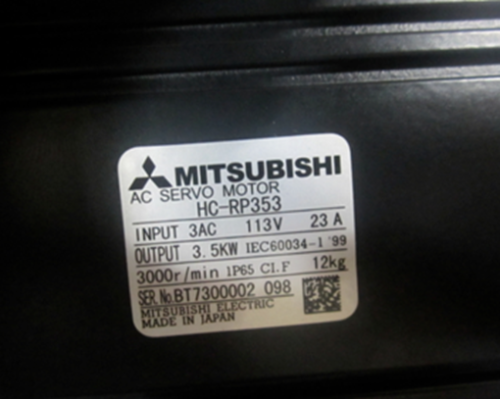 MITSUBISHI
AC SERVO MOTOR
HC-RP353
INPUT 3AC 113V 23 A
OUTPUT 3.5KW IEC60034-1 '99
3000r/min IP65 CI.F 12kg
SER.No.BT7300002 098
MITSUBISHI ELECTRIC
MADE IN JAPAN